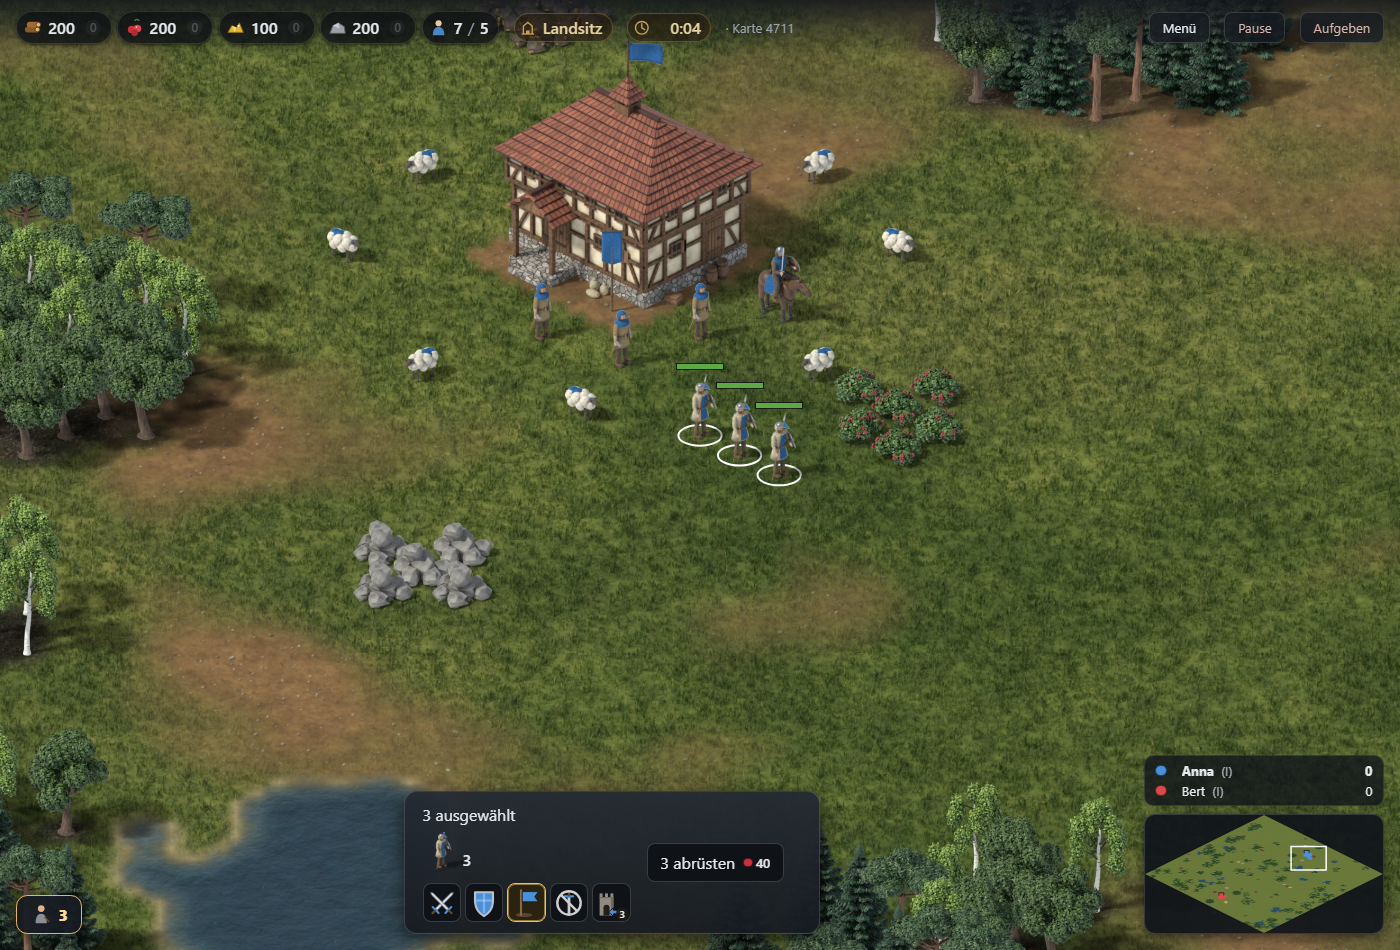 200 0 200 0 100 0 200 0 7 / 5 Landsitz 0:04 · Karte 4711 Menü Pause Aufgeben
Anna (I) 0
Bert (I) 0
3 ausgewählt
3
3 abrüsten 40
3
3